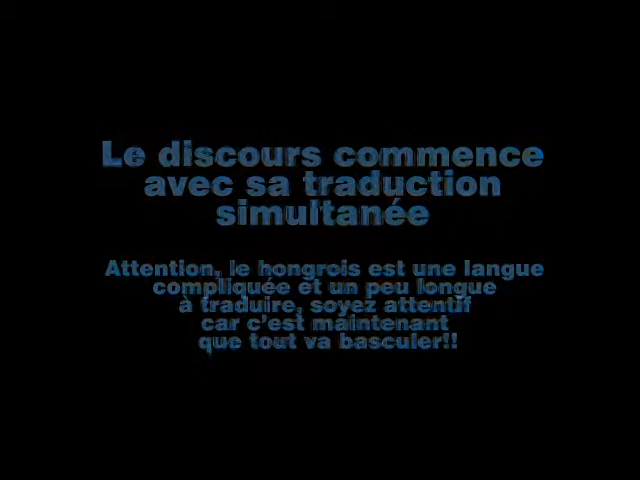 Le discours commence
avec sa traduction
simultanée
Attention, le hongrois est une langue
compliquée et un peu longue
à traduire, soyez attentif
car c'est maintenant
que tout va basculer!!